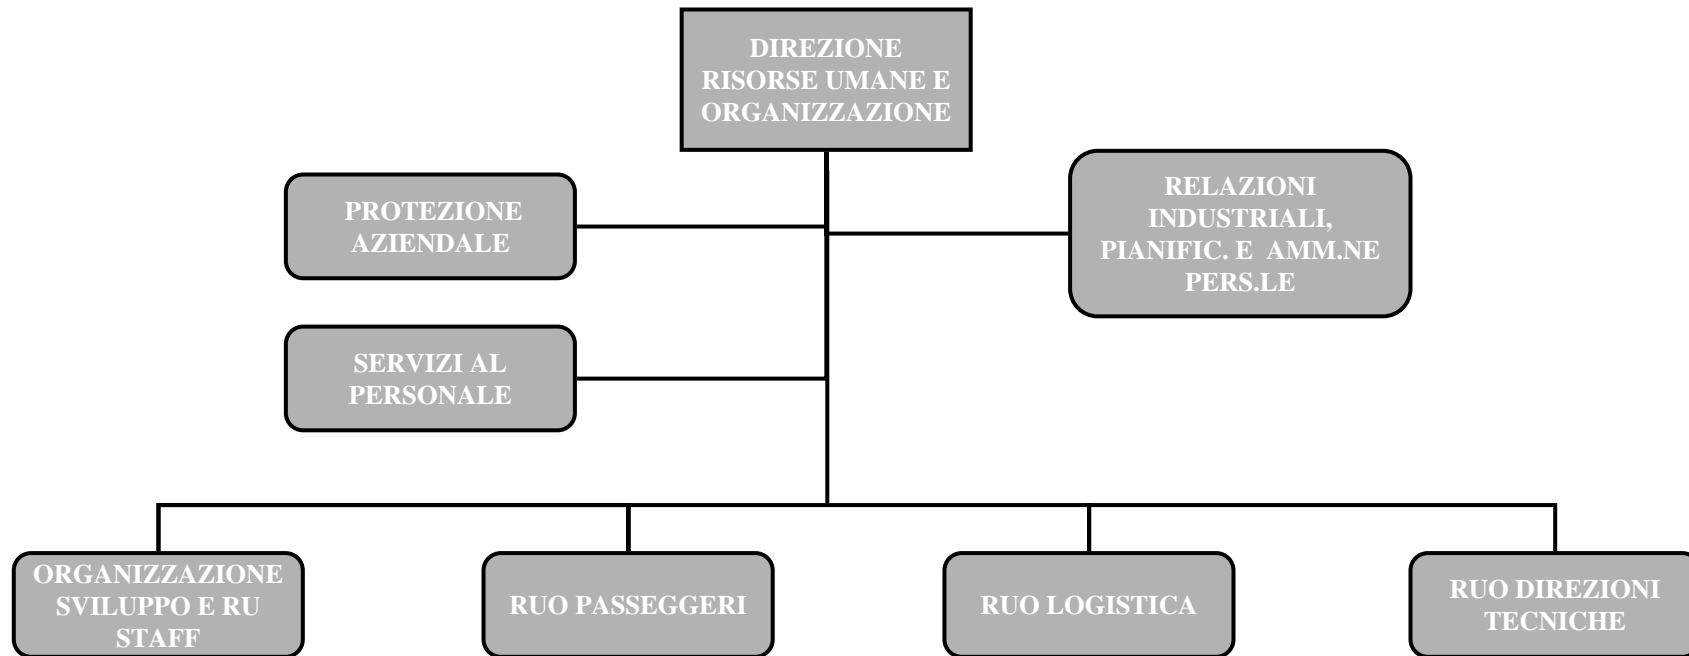 DIREZIONE
RISORSE UMANE E
ORGANIZZAZIONE
PROTEZIONE
AZIENDALE
RELAZIONI
INDUSTRIALI,
PIANIFIC. E AMM.NE
PERS.LE
SERVIZI AL
PERSONALE
ORGANIZZAZIONE
SVILUPPO E RU
STAFF
RUO PASSEGGERI
RUO LOGISTICA
RUO DIREZIONI
TECNICHE